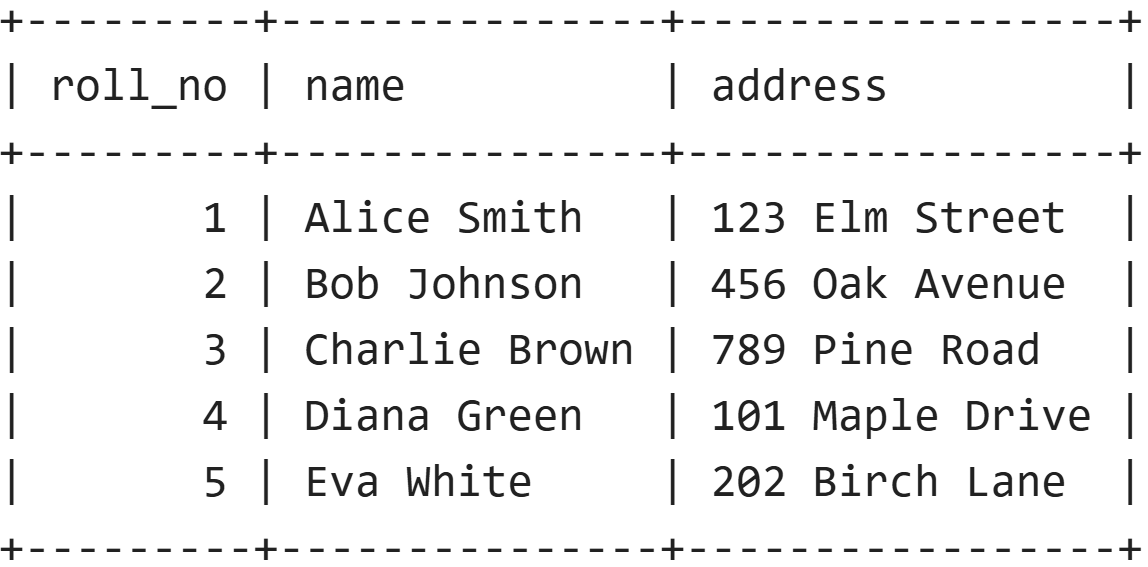 +---------+---------------+-----------------+
| roll_no | name          | address         |
+---------+---------------+-----------------+
|       1 | Alice Smith   | 123 Elm Street  |
|       2 | Bob Johnson   | 456 Oak Avenue  |
|       3 | Charlie Brown | 789 Pine Road   |
|       4 | Diana Green   | 101 Maple Drive |
|       5 | Eva White     | 202 Birch Lane  |
+---------+---------------+-----------------+